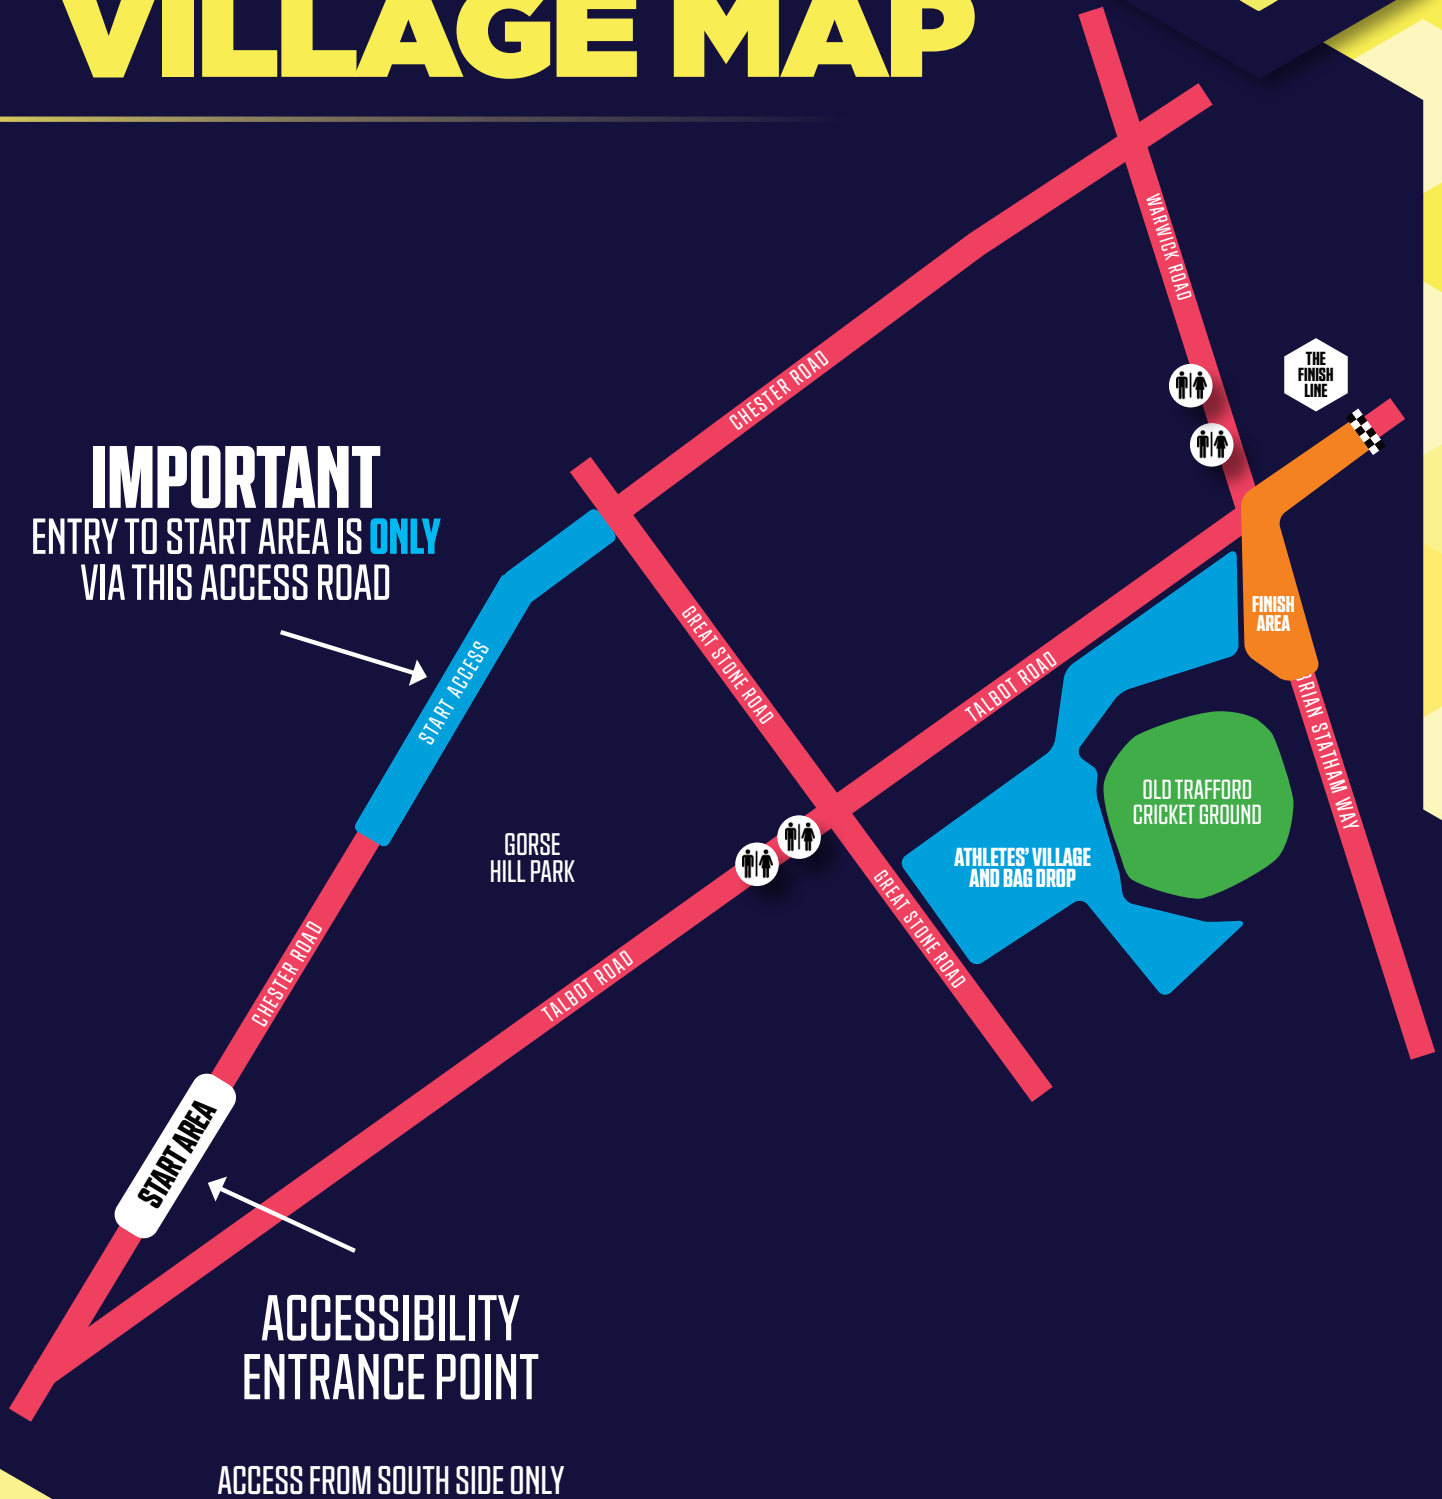 VILLAGE MAP
WARWICK ROAD
THE
FINISH
LINE
CHESTER ROAD
IMPORTANT
ENTRY TO START AREA IS ONLY
VIA THIS ACCESS ROAD
START ACCESS
GREAT STONE ROAD
TALBOT ROAD
FINISH
AREA
BRIAN STATHAM WAY
OLD TRAFFORD
CRICKET GROUND
GORSE
HILL PARK
ATHLETES' VILLAGE
AND BAG DROP
GREAT STONE ROAD
CHESTER ROAD
TALBOT ROAD
START AREA
ACCESSIBILITY
ENTRANCE POINT
ACCESS FROM SOUTH SIDE ONLY